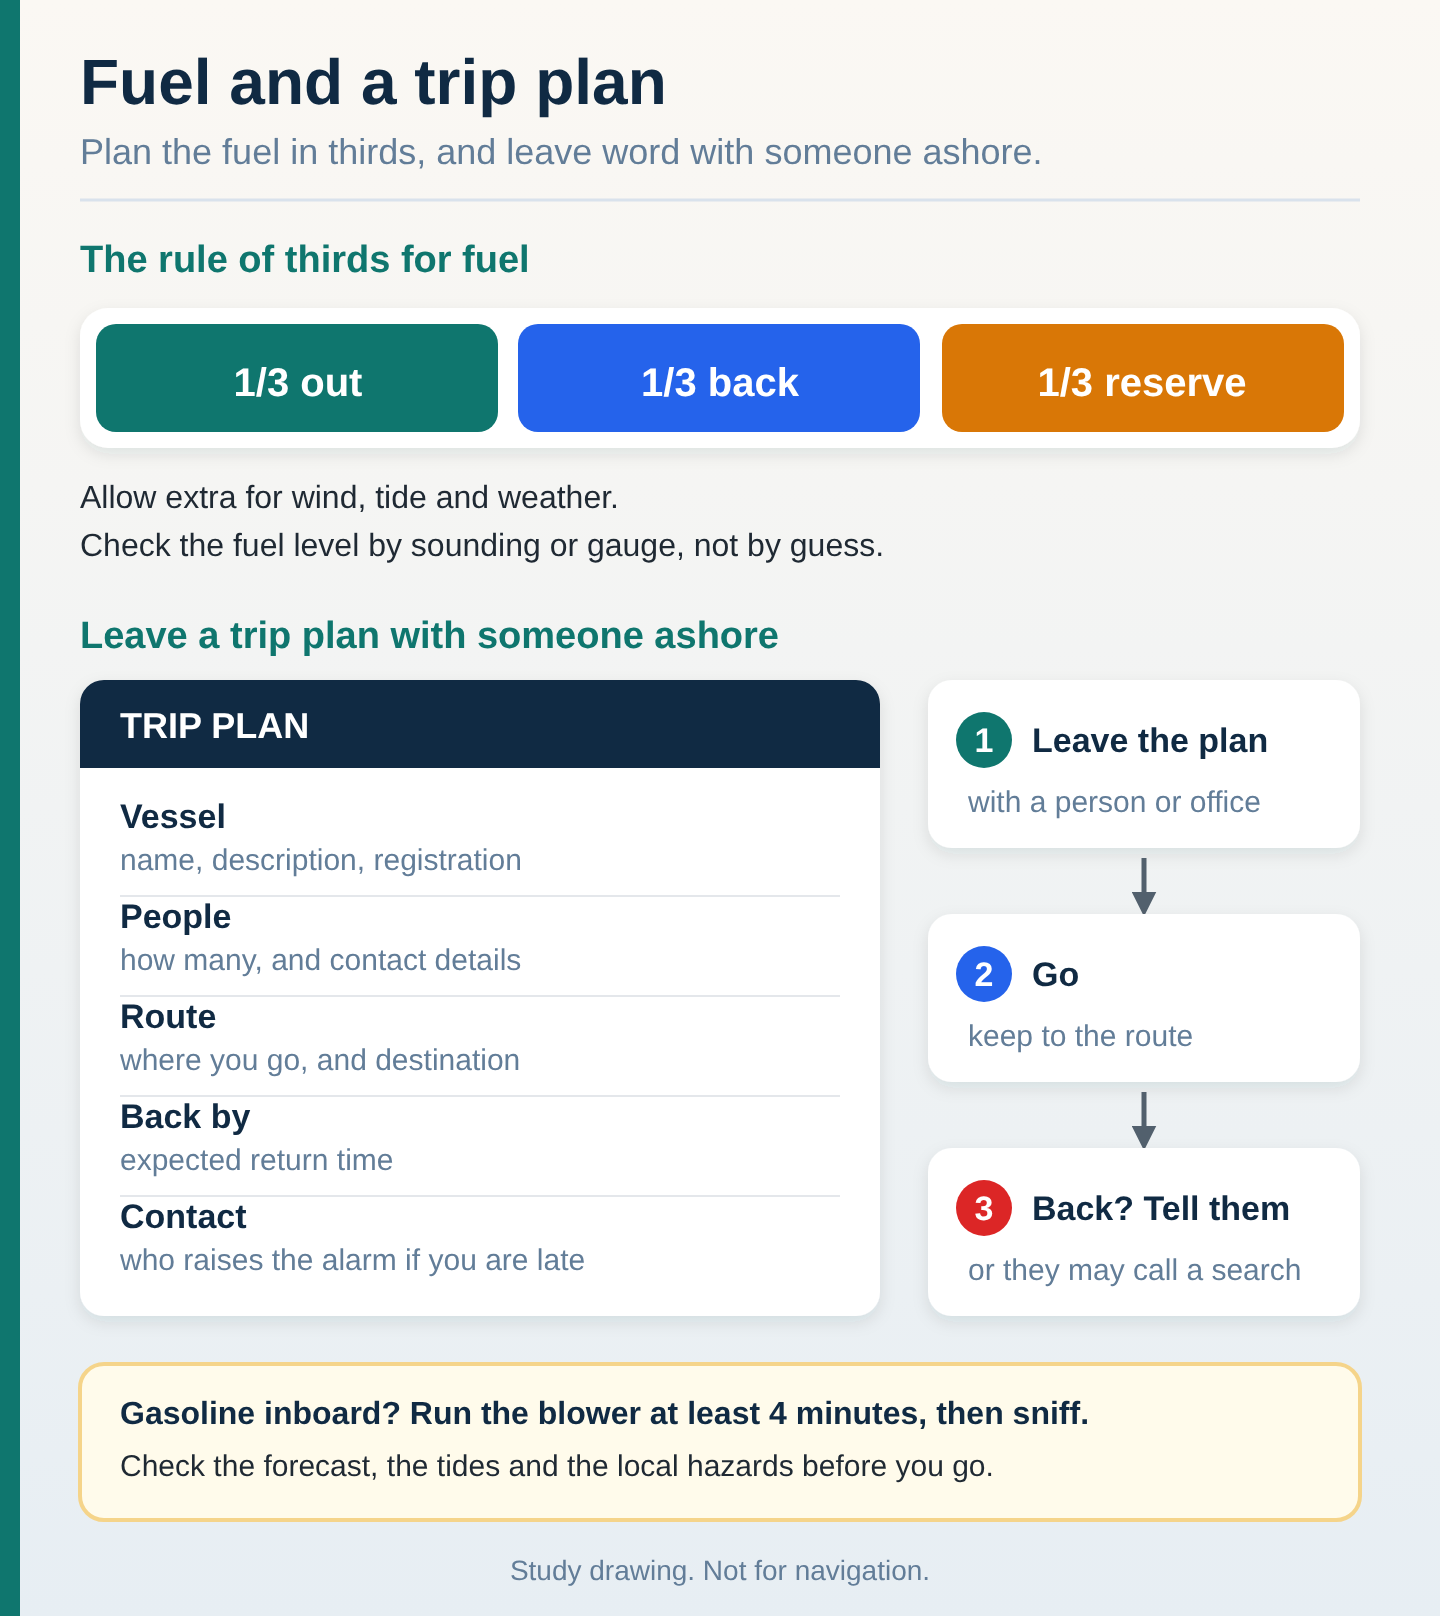 Fuel and a trip plan
Plan the fuel in thirds, and leave word with someone ashore.
The rule of thirds for fuel
1/3 out
1/3 back
1/3 reserve
Allow extra for wind, tide and weather.
Check the fuel level by sounding or gauge, not by guess.
Leave a trip plan with someone ashore
TRIP PLAN
Vessel
name, description, registration
People
how many, and contact details
Route
where you go, and destination
Back by
expected return time
Contact
who raises the alarm if you are late
1 Leave the plan
with a person or office
2 Go
keep to the route
3 Back? Tell them
or they may call a search
Gasoline inboard? Run the blower at least 4 minutes, then sniff.
Check the forecast, the tides and the local hazards before you go.
Study drawing. Not for navigation.